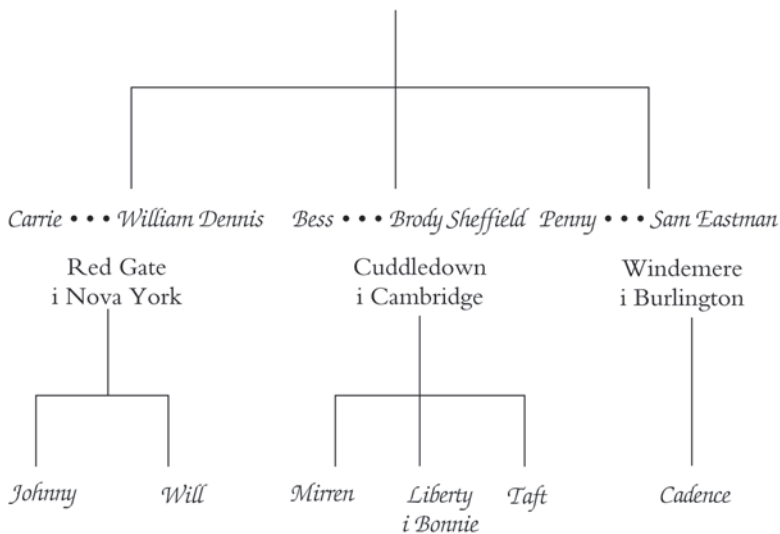 Carrie • • • William Dennis
Bess • • • Brody Sheffield
Penny • • • Sam Eastman
Red Gate
i Nova York
Cuddledown
i Cambridge
Windemere
i Burlington
Johnny
Will
Mirren
Liberty
i Bonnie
Taft
Cadence